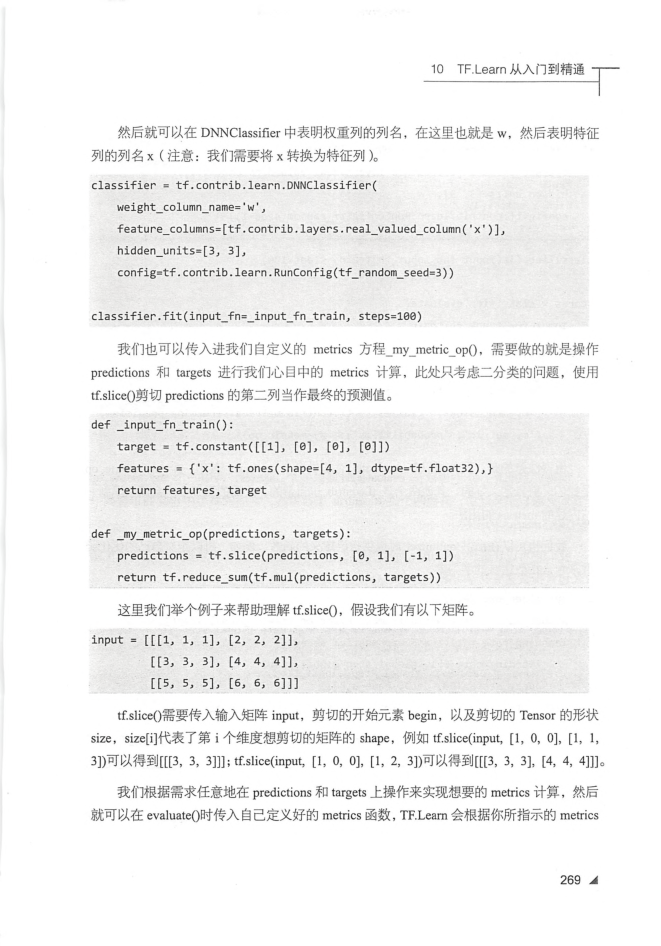 10 TF.Learn 从入门到精通
然后就可以在 DNNClassifier 中表明权重列的列名，在这里也就是 w，然后表明特征
列的列名 x（注意：我们需要将 x 转换为特征列）。
classifier = tf.contrib.learn.DNNClassifier(
    weight_column_name='w',
    feature_columns=[tf.contrib.layers.real_valued_column('x')],
    hidden_units=[3, 3],
    config=tf.contrib.learn.RunConfig(tf_random_seed=3))
classifier.fit(input_fn=_input_fn_train, steps=100)
我们也可以传入进我们自定义的 metrics 方程_my_metric_op()，需要做的就是操作
predictions 和 targets 进行我们心目中的 metrics 计算，此处只考虑二分类的问题，使用
tf.slice()剪切 predictions 的第二列当作最终的预测值。
def _input_fn_train():
    target = tf.constant([[1], [0], [0], [0]])
    features = {'x': tf.ones(shape=[4, 1], dtype=tf.float32),}
    return features, target
def _my_metric_op(predictions, targets):
    predictions = tf.slice(predictions, [0, 1], [-1, 1])
    return tf.reduce_sum(tf.mul(predictions, targets))
这里我们举个例子来帮助理解 tf.slice()，假设我们有以下矩阵。
input = [[[1, 1, 1], [2, 2, 2]],
         [[3, 3, 3], [4, 4, 4]],
         [[5, 5, 5], [6, 6, 6]]]
tf.slice()需要传入输入矩阵 input，剪切的开始元素 begin，以及剪切的 Tensor 的形状
size，size[i]代表了第 i 个维度想剪切的矩阵的 shape，例如 tf.slice(input, [1, 0, 0], [1, 1,
3])可以得到[[[3, 3, 3]]]；tf.slice(input, [1, 0, 0], [1, 2, 3])可以得到[[[3, 3, 3], [4, 4, 4]]]。
我们根据需求任意地在 predictions 和 targets 上操作来实现想要的 metrics 计算，然后
就可以在 evaluate()时传入自己定义好的 metrics 函数，TF.Learn 会根据你所指示的 metrics
269